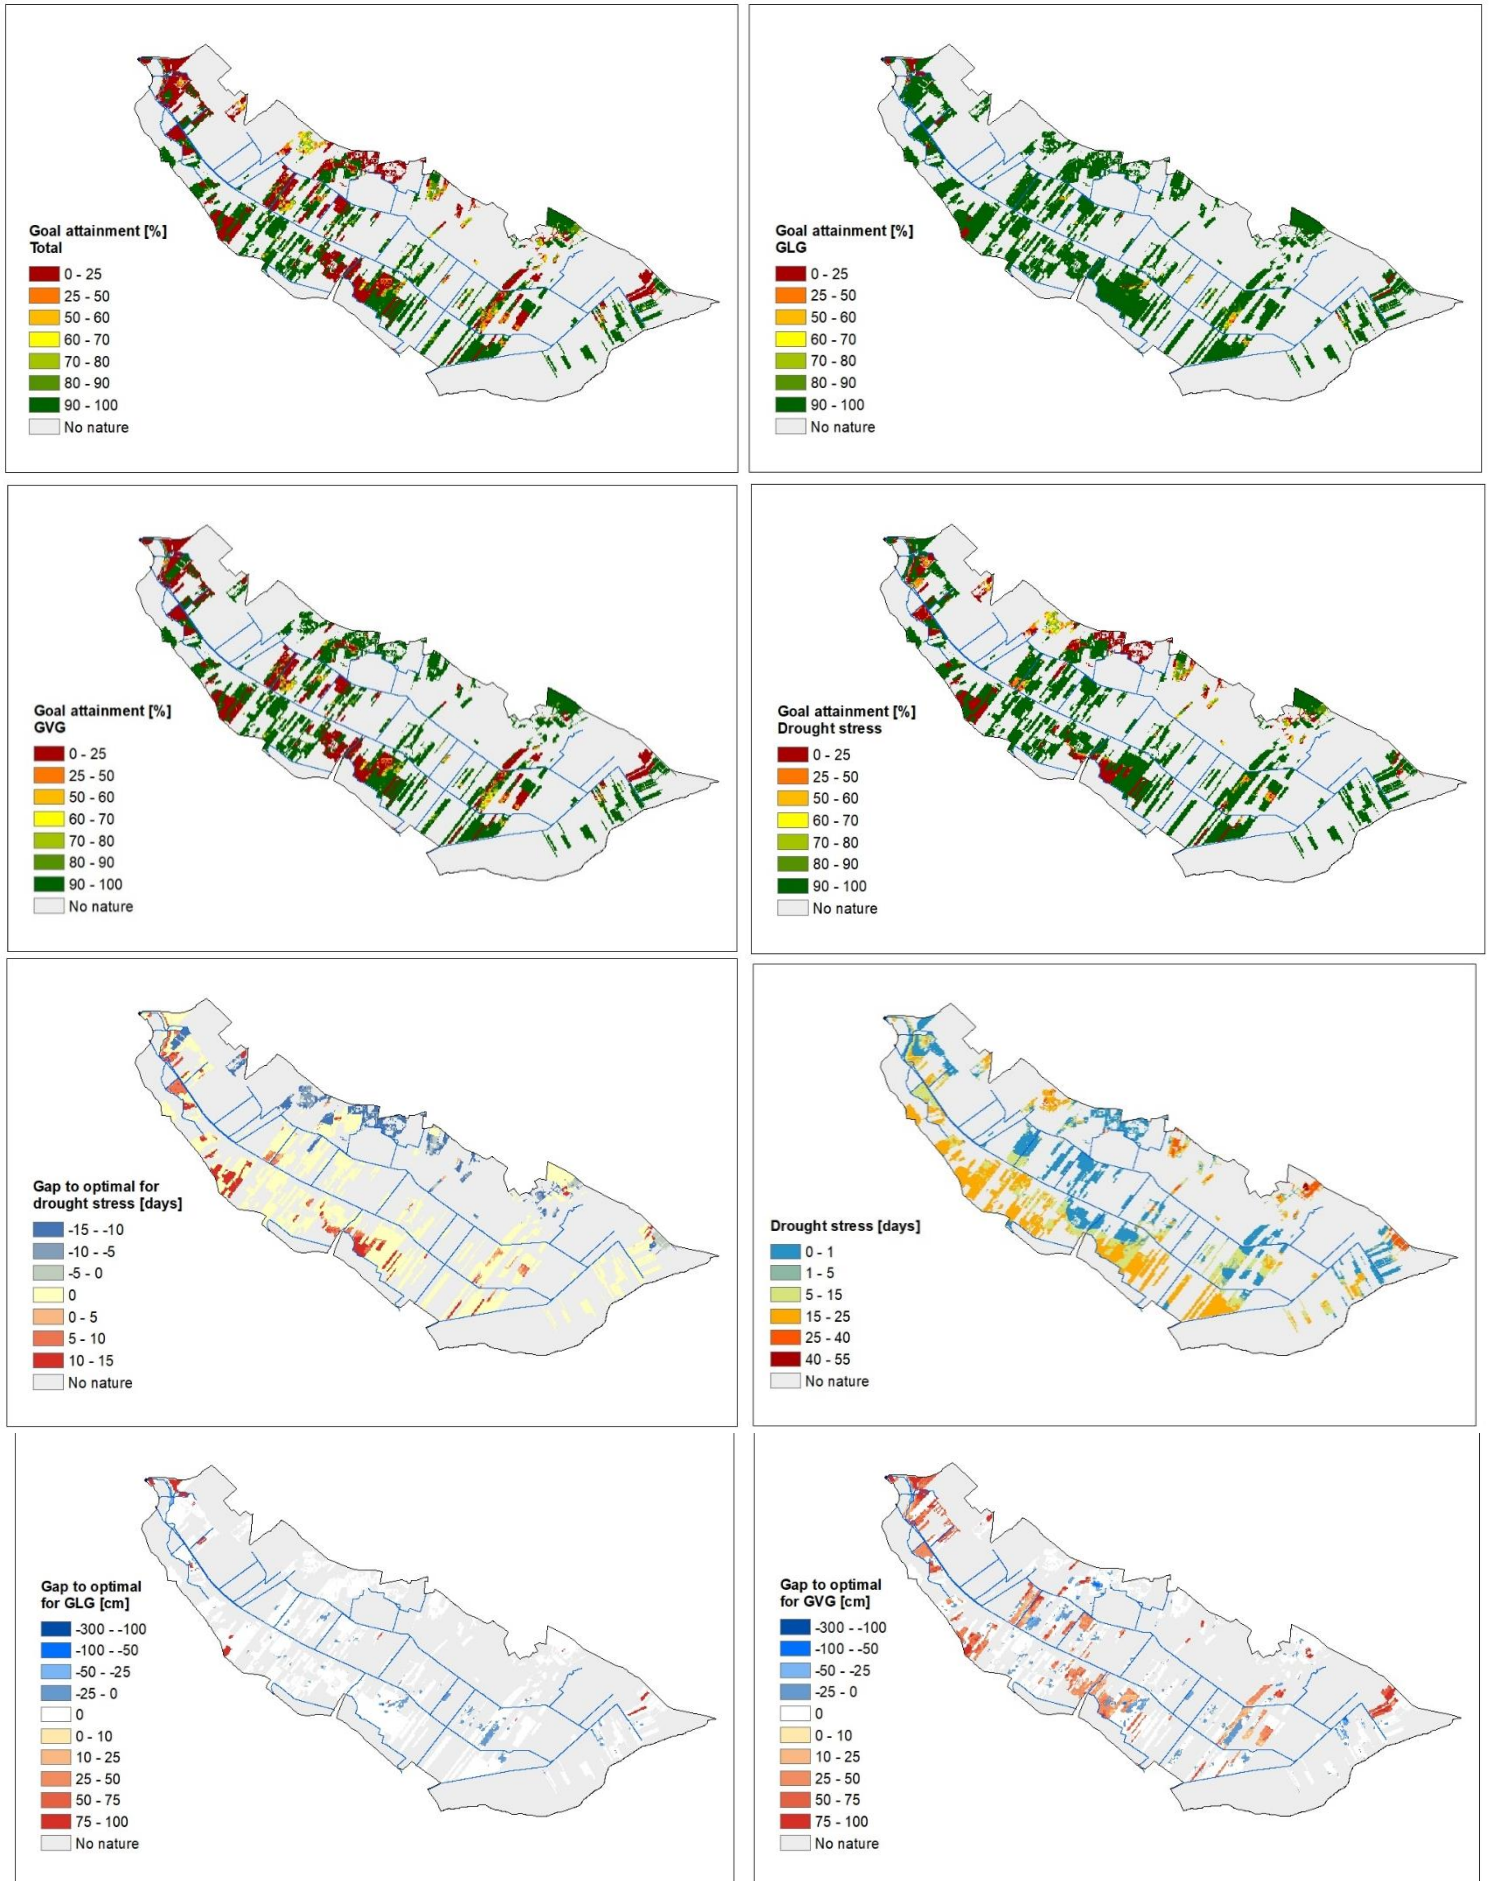 Goal attainment [%]
Total
0 - 25
25 - 50
50 - 60
60 - 70
70 - 80
80 - 90
90 - 100
No nature
Goal attainment [%]
GLG
0 - 25
25 - 50
50 - 60
60 - 70
70 - 80
80 - 90
90 - 100
No nature
Goal attainment [%]
GVG
0 - 25
25 - 50
50 - 60
60 - 70
70 - 80
80 - 90
90 - 100
No nature
Goal attainment [%]
Drought stress
0 - 25
25 - 50
50 - 60
60 - 70
70 - 80
80 - 90
90 - 100
No nature
Gap to optimal for
drought stress [days]
-15 - -10
-10 - -5
-5 - 0
0
0 - 5
5 - 10
10 - 15
No nature
Drought stress [days]
0 - 1
1 - 5
5 - 15
15 - 25
25 - 40
40 - 55
No nature
Gap to optimal
for GLG [cm]
-300 - -100
-100 - -50
-50 - -25
-25 - 0
0
0 - 10
10 - 25
25 - 50
50 - 75
75 - 100
No nature
Gap to optimal
for GVG [cm]
-300 - -100
-100 - -50
-50 - -25
-25 - 0
0
0 - 10
10 - 25
25 - 50
50 - 75
75 - 100
No nature